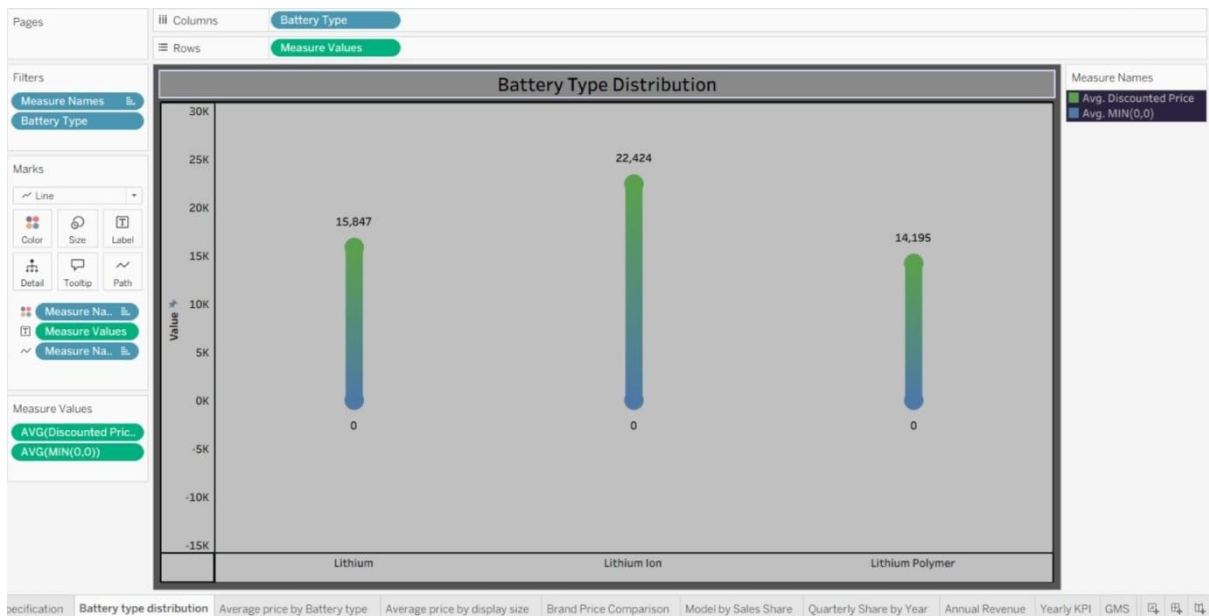 Pages
Columns
Battery Type
Rows
Measure Values
Filters
Measure Names
Battery Type
Marks
Line
Color
Size
Label
Detail
Tooltip
Path
Measure Na..
Measure Values
Measure Na..
Measure Values
AVG(Discounted Pric..
AVG(MIN(0,0))
Battery Type Distribution
Value
30K
25K
20K
15K
10K
5K
0K
-5K
-10K
-15K
15,847
22,424
14,195
0
0
0
Lithium
Lithium Ion
Lithium Polymer
Measure Names
Avg. Discounted Price
Avg. MIN(0,0)
pecification
Battery type distribution
Average price by Battery type
Average price by display size
Brand Price Comparison
Model by Sales Share
Quarterly Share by Year
Annual Revenue
Yearly KPI
GMS